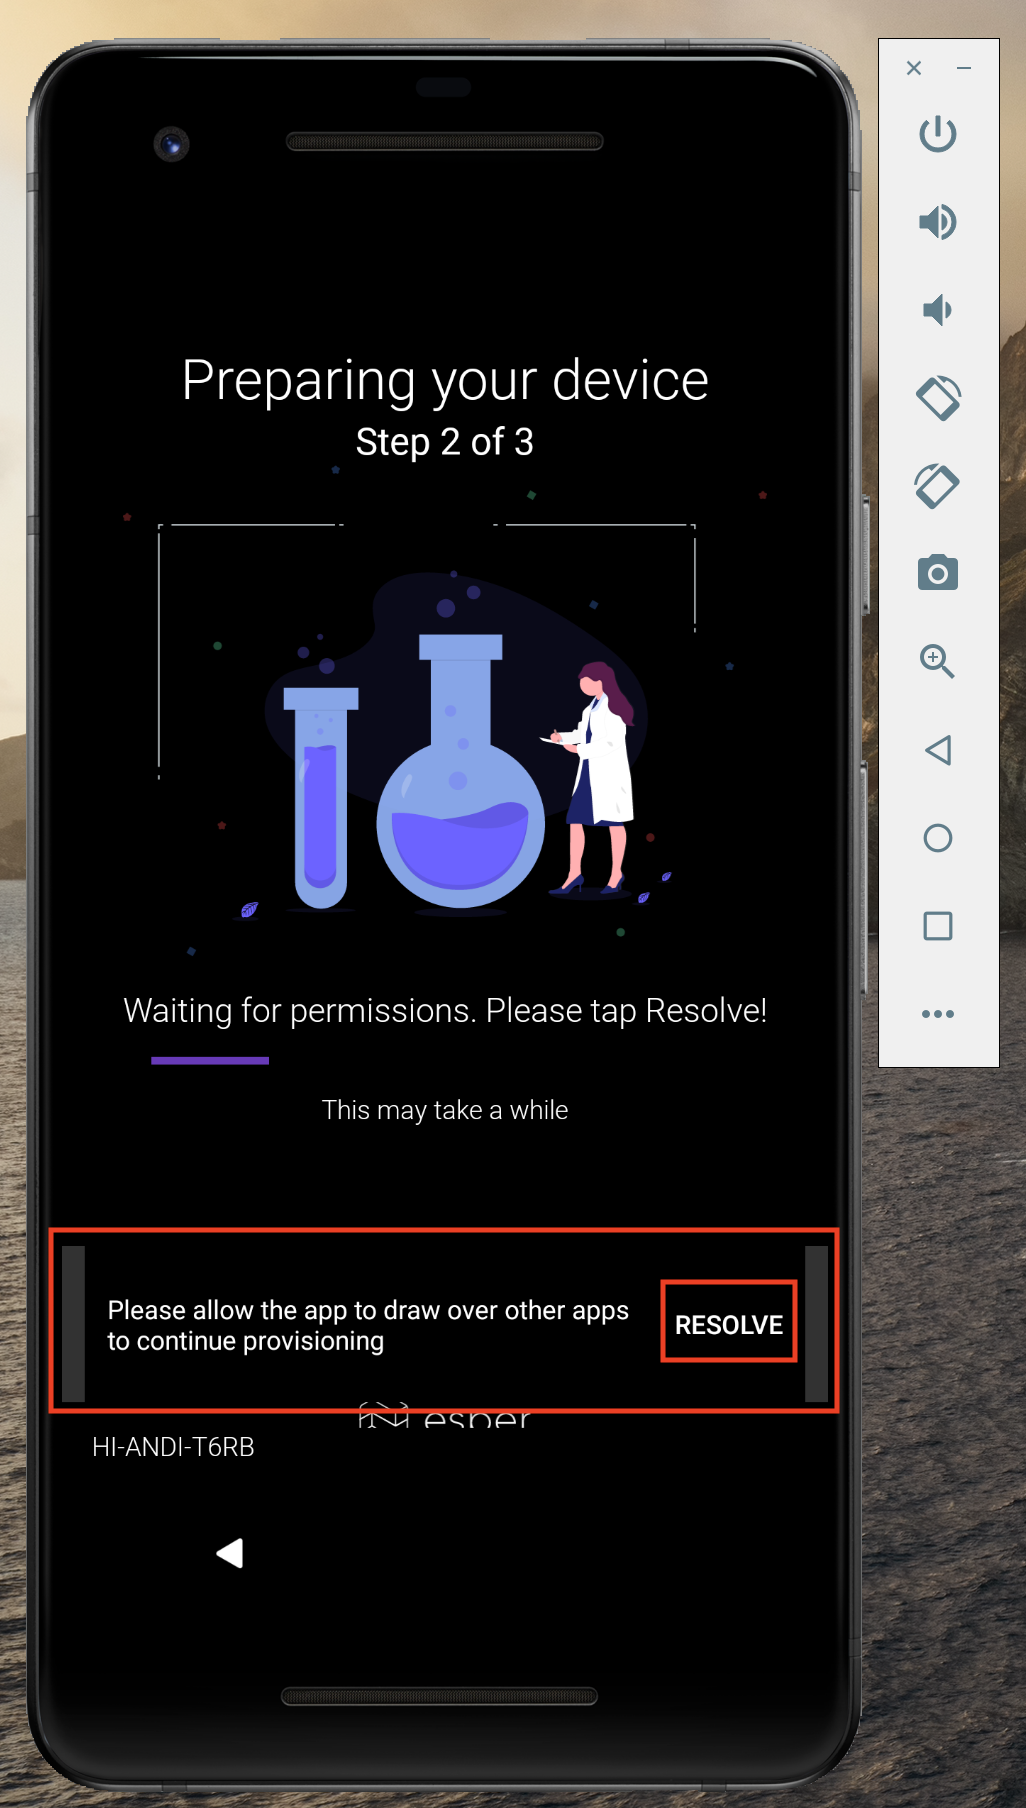 Preparing your device
Step 2 of 3
Waiting for permissions. Please tap Resolve!
This may take a while
Please allow the app to draw over other apps
to continue provisioning
RESOLVE
esper
HI-ANDI-T6RB